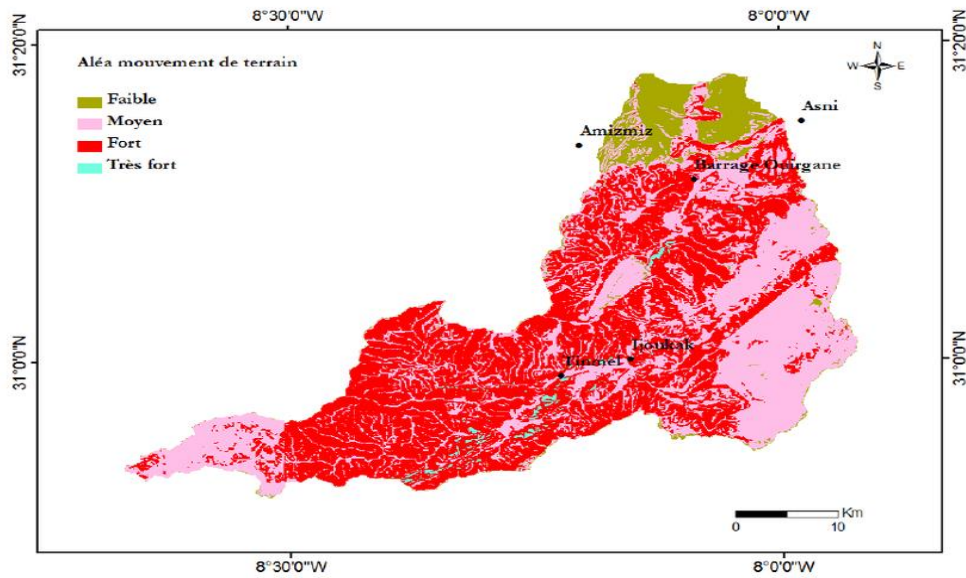 8°30'0"W
8°0'0"W
31°20'0"N
31°20'0"N
Aléa mouvement de terrain
Faible
Moyen
Fort
Très fort
N
W
E
S
Asni
Amizmiz
Barrage Ouirgane
Ijoukak
Tinmel
31°0'0"N
31°0'0"N
Km
0
10
8°30'0"W
8°0'0"W